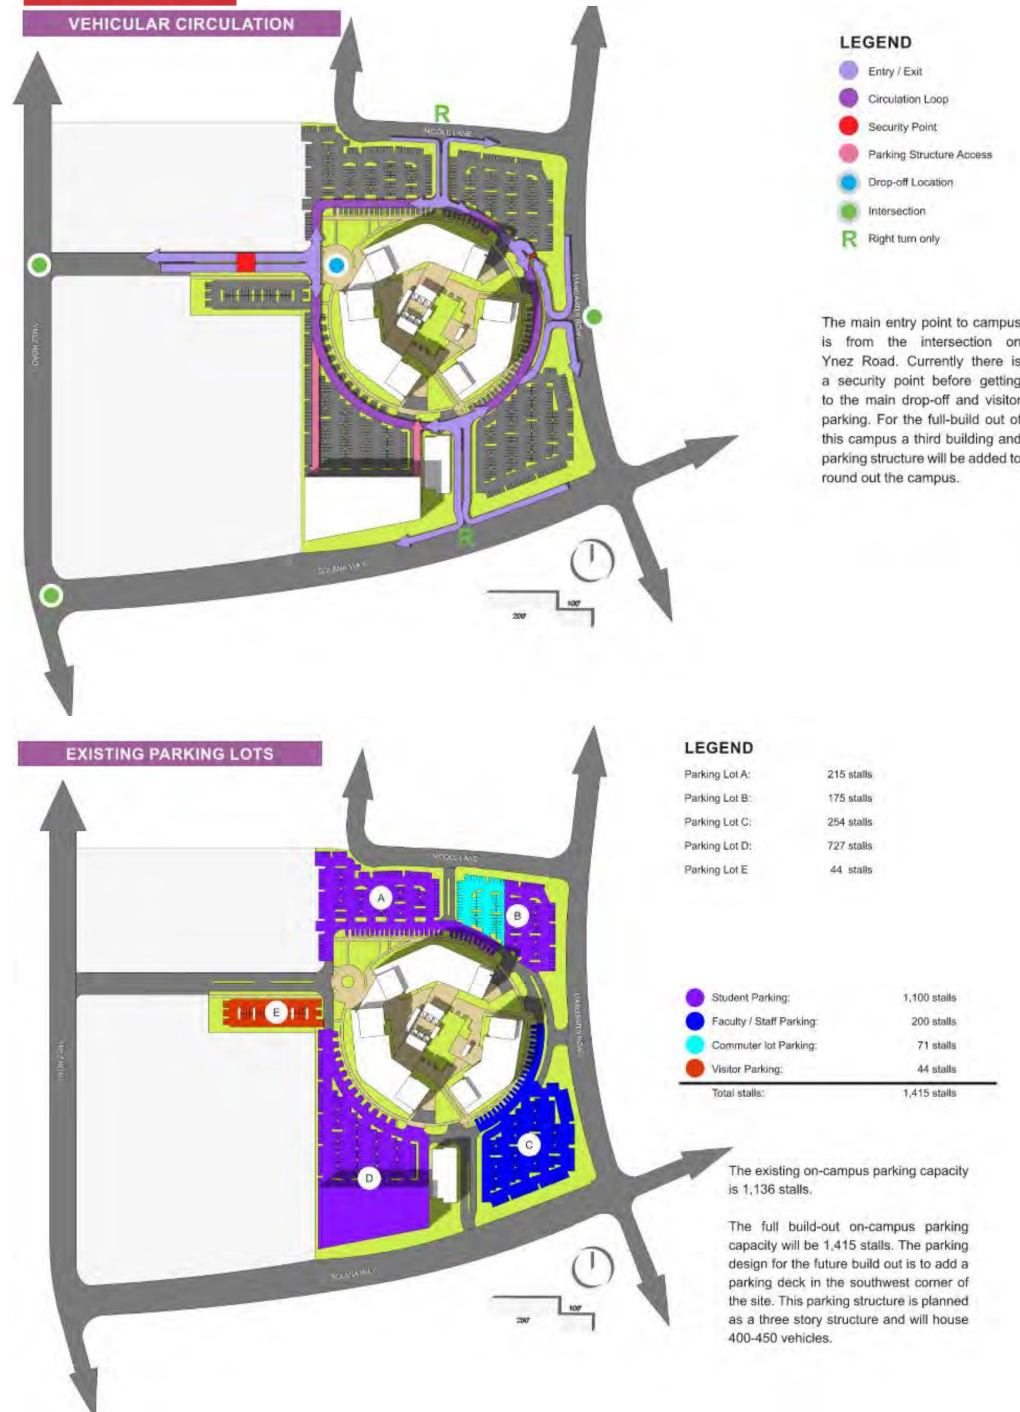 VEHICULAR CIRCULATION
LEGEND
Entry / Exit
Circulation Loop
Security Point
Parking Structure Access
Drop-off Location
Intersection
R Right turn only
R
NICOLE LANE
YNEZ ROAD
MARGARITA ROAD
SOLANA WAY
R
100'
200'
The main entry point to campus
is from the intersection on
Ynez Road. Currently there is
a security point before getting
to the main drop-off and visitor
parking. For the full-build out of
this campus a third building and
parking structure will be added to
round out the campus.
EXISTING PARKING LOTS
LEGEND
Parking Lot A: 215 stalls
Parking Lot B: 175 stalls
Parking Lot C: 254 stalls
Parking Lot D: 727 stalls
Parking Lot E 44 stalls
NICOLE LANE
A
B
E
C
D
YNEZ ROAD
MARGARITA ROAD
SOLANA WAY
100'
200'
Student Parking: 1,100 stalls
Faculty / Staff Parking: 200 stalls
Commuter lot Parking: 71 stalls
Visitor Parking: 44 stalls
Total stalls: 1,415 stalls
The existing on-campus parking capacity
is 1,136 stalls.
The full build-out on-campus parking
capacity will be 1,415 stalls. The parking
design for the future build out is to add a
parking deck in the southwest corner of
the site. This parking structure is planned
as a three story structure and will house
400-450 vehicles.